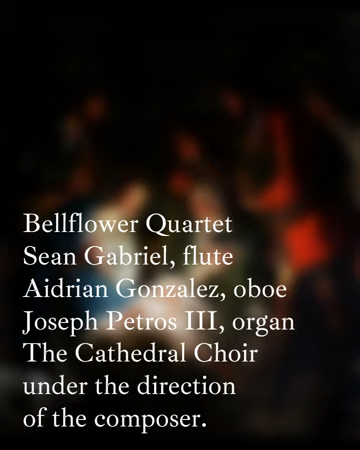 Bellflower Quartet
Sean Gabriel, flute
Aidrian Gonzalez, oboe
Joseph Petros III, organ
The Cathedral Choir
under the direction
of the composer.